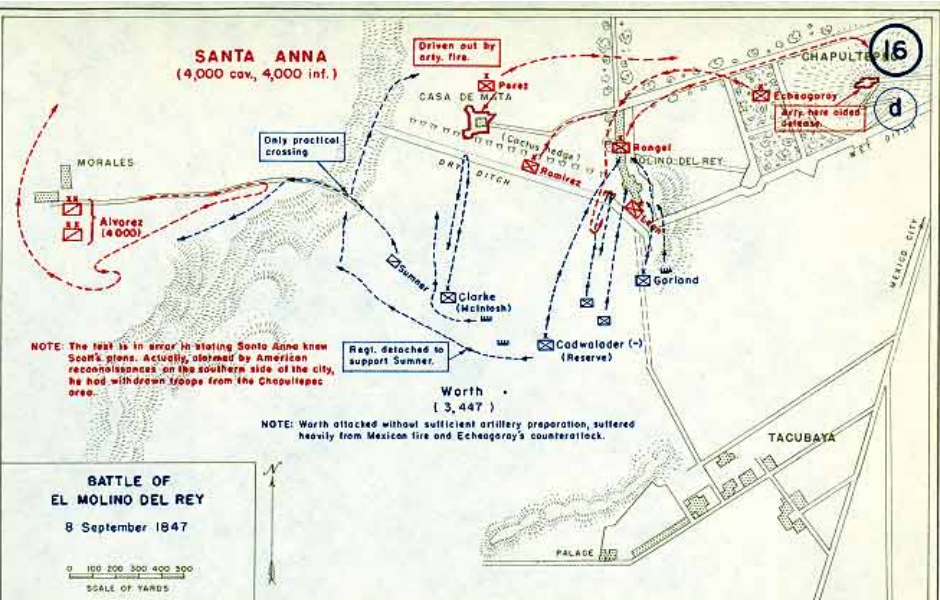 16
d
SANTA ANNA
(4,000 cav., 4,000 inf.)
Driven out by
arty. fire.
Perez
CASA DE MATA
CHAPULTEPEC
Echeagaray
Arty. here aided
defense.
WET DITCH
Only practical
crossing
(Cactus hedge)
Rangel
MOLINO DEL REY
DRY DITCH
Ramirez
Leon
MORALES
Alvarez
(4000)
MEXICO CITY
Sumner
Garland
Clarke
(McIntosh)
Cadwalader (-)
(Reserve)
Regt. detached to
support Sumner.
NOTE: The text is in error in stating Santa Anna knew
Scott's plans. Actually, alarmed by American
reconnaissances on the southern side of the city,
he had withdrawn troops from the Chapultepec
area.
Worth
(3,447)
NOTE: Worth attacked without sufficient artillery preparation, suffered
heavily from Mexican fire and Echeagaray's counterattack.
TACUBAYA
PALACE
BATTLE OF
EL MOLINO DEL REY
8 September 1847
N
0 100 200 300 400 500
SCALE OF YARDS